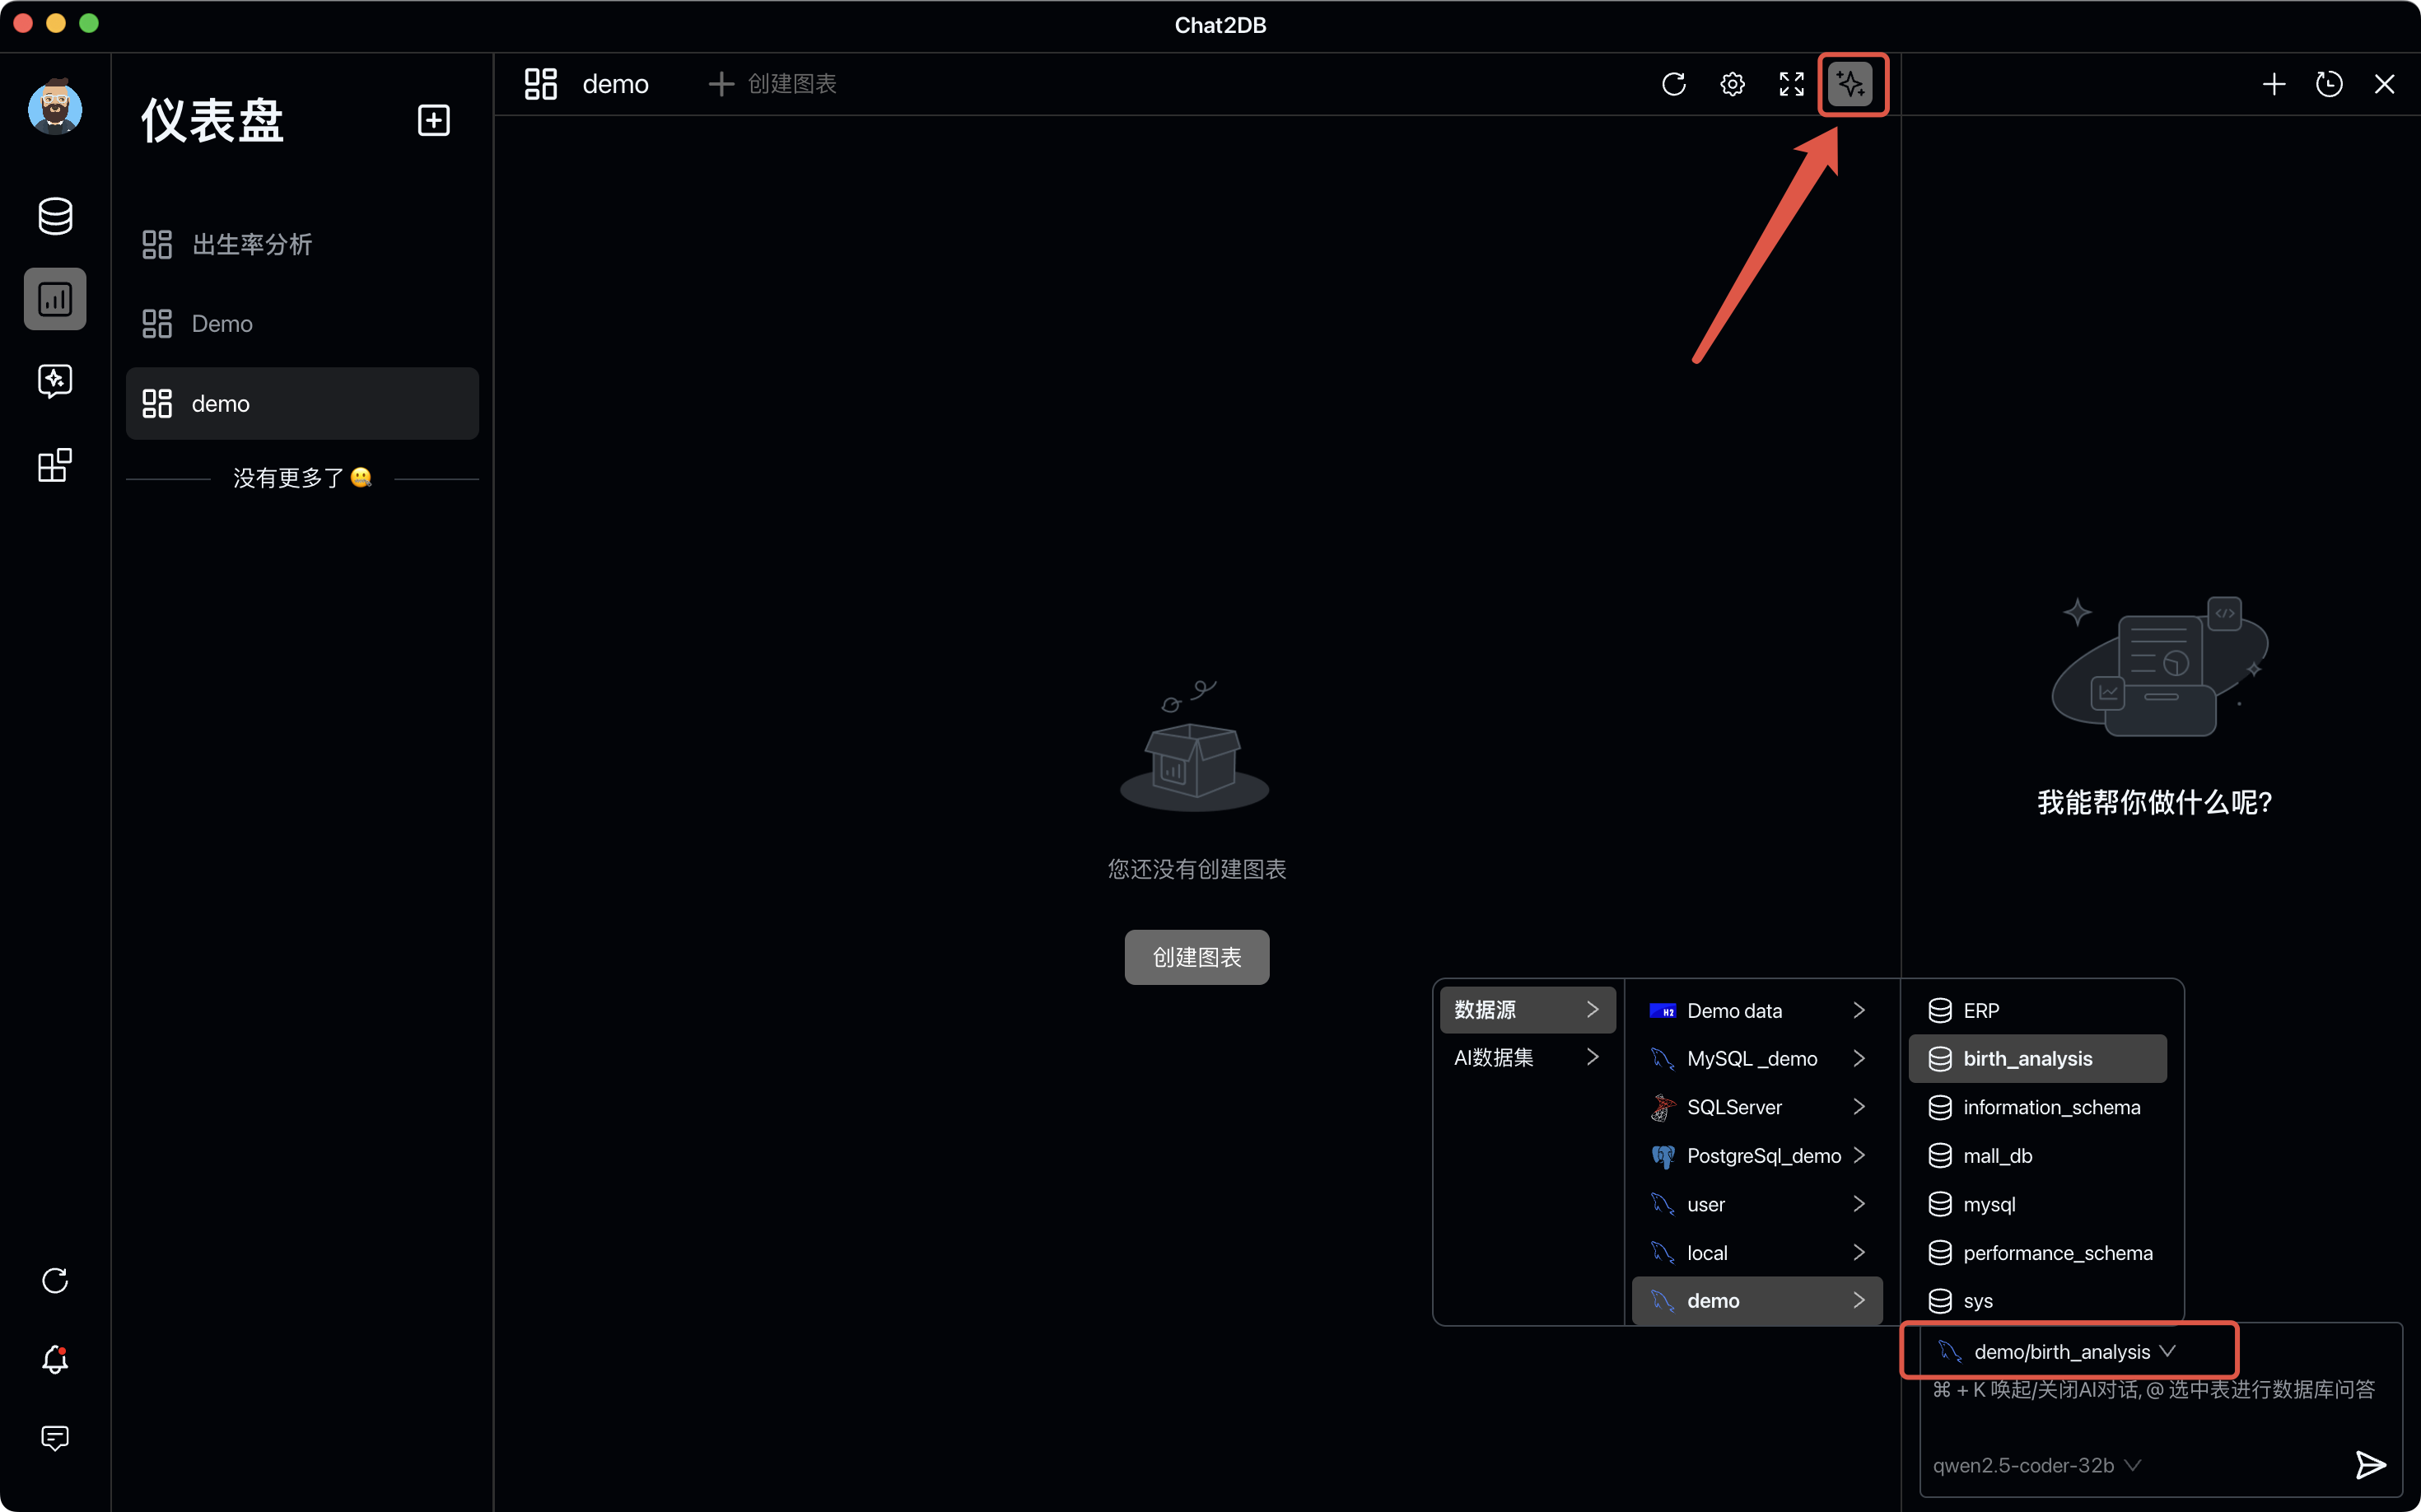 Chat2DB
仪表盘
demo
创建图表
出生率分析
Demo
demo
没有更多了🤐
我能帮你做什么呢?
您还没有创建图表
创建图表
数据源
AI数据集
H2 Demo data
MySQL_demo
SQLServer
PostgreSql_demo
user
local
demo
ERP
birth_analysis
information_schema
mall_db
mysql
performance_schema
sys
demo/birth_analysis
⌘ + K 唤起/关闭AI对话, @ 选中表进行数据库问答
qwen2.5-coder-32b